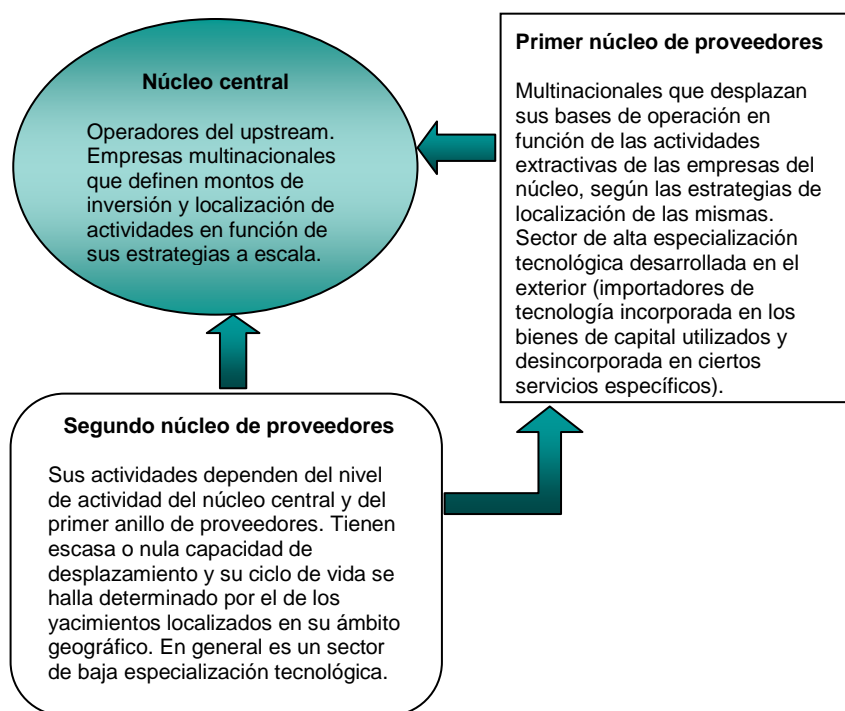 Núcleo central
Operadores del upstream.
Empresas multinacionales
que definen montos de
inversión y localización de
actividades en función de
sus estrategias a escala.
Primer núcleo de proveedores
Multinacionales que desplazan
sus bases de operación en
función de las actividades
extractivas de las empresas del
núcleo, según las estrategias de
localización de las mismas.
Sector de alta especialización
tecnológica desarrollada en el
exterior (importadores de
tecnología incorporada en los
bienes de capital utilizados y
desincorporada en ciertos
servicios específicos).
Segundo núcleo de proveedores
Sus actividades dependen del nivel
de actividad del núcleo central y del
primer anillo de proveedores. Tienen
escasa o nula capacidad de
desplazamiento y su ciclo de vida se
halla determinado por el de los
yacimientos localizados en su ámbito
geográfico. En general es un sector
de baja especialización tecnológica.